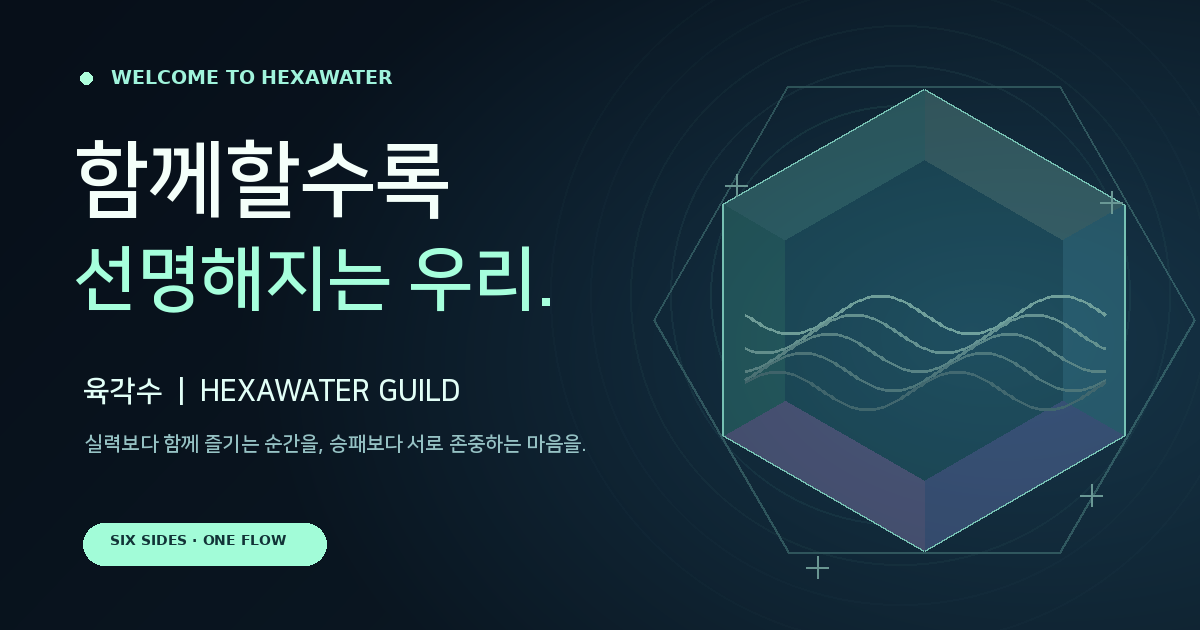 WELCOME TO HEXAWATER
함께할수록
선명해지는 우리.
육각수 | HEXAWATER GUILD
실력보다 함께 즐기는 순간을, 승패보다 서로 존중하는 마음을.
SIX SIDES · ONE FLOW